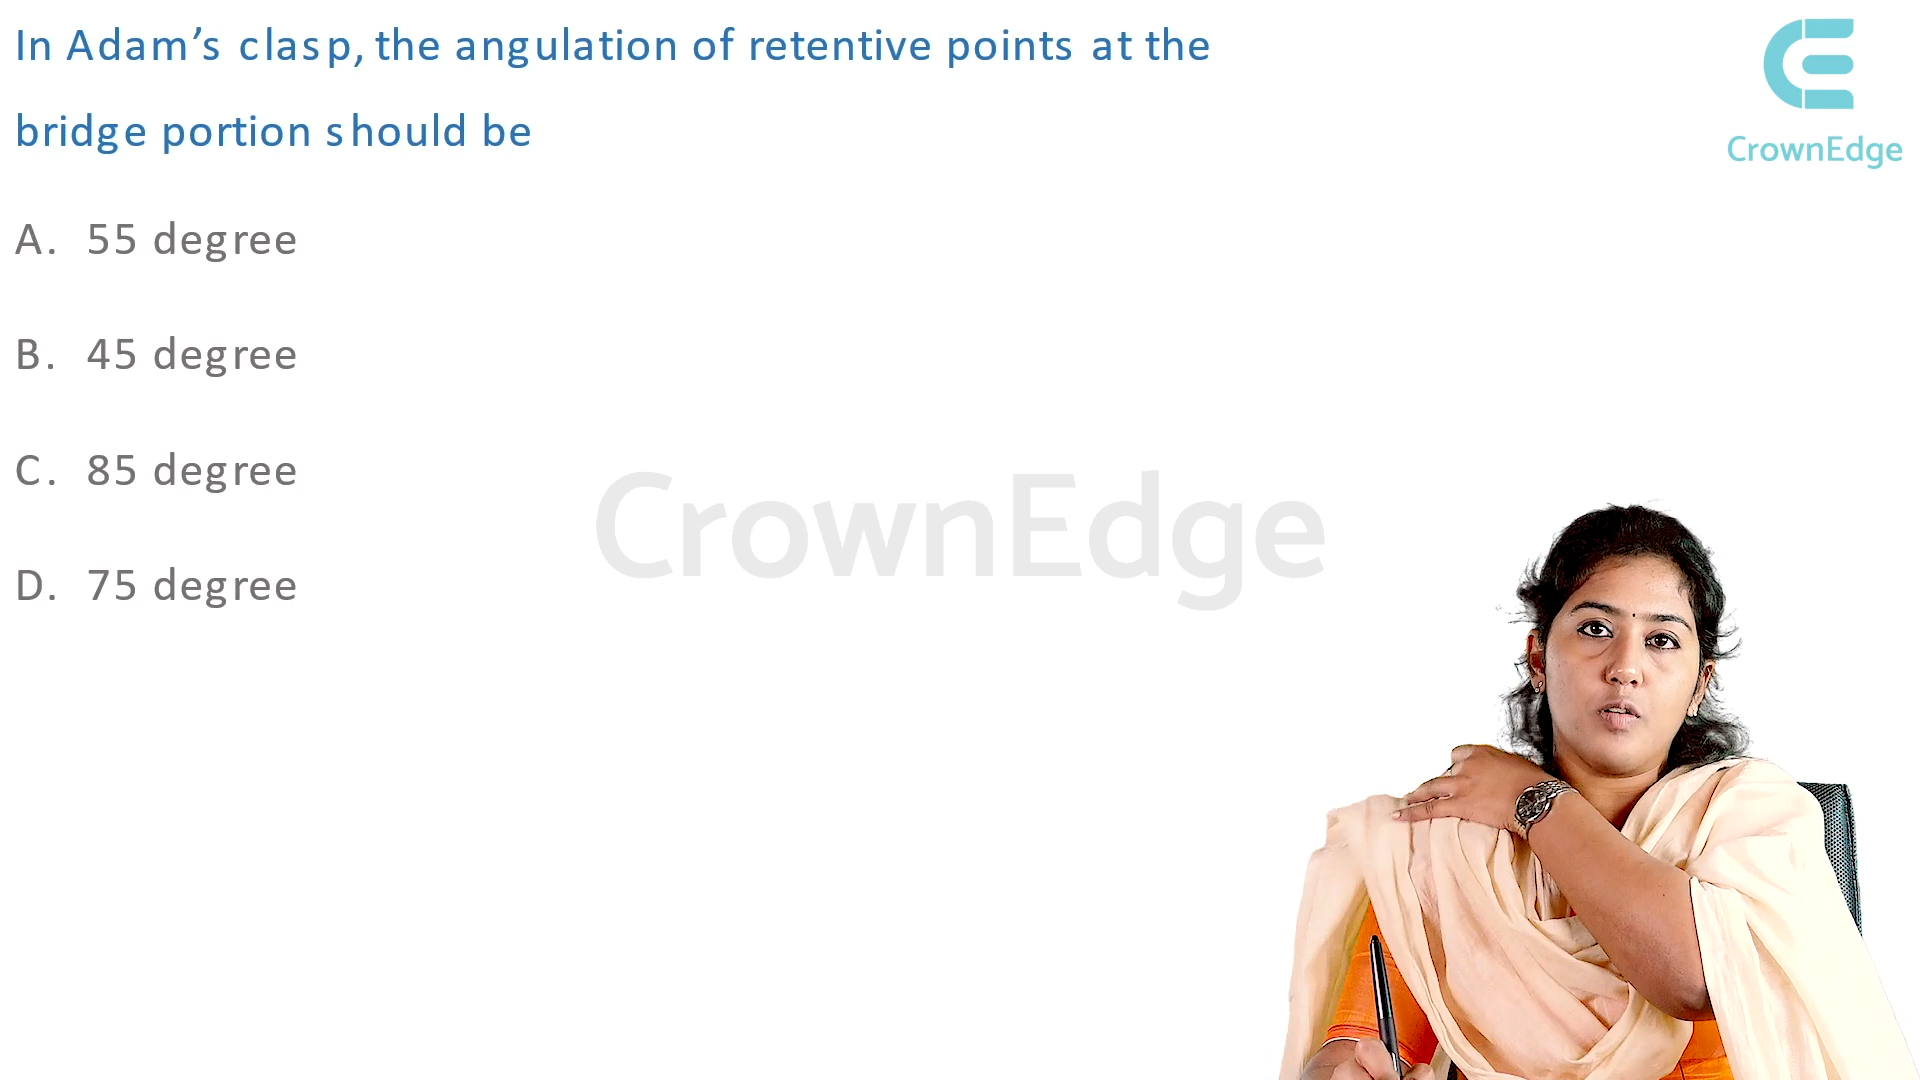 In Adam’s clasp, the angulation of retentive points at the
bridge portion should be
A. 55 degree
B. 45 degree
C. 85 degree
D. 75 degree
CrownEdge
CrownEdge